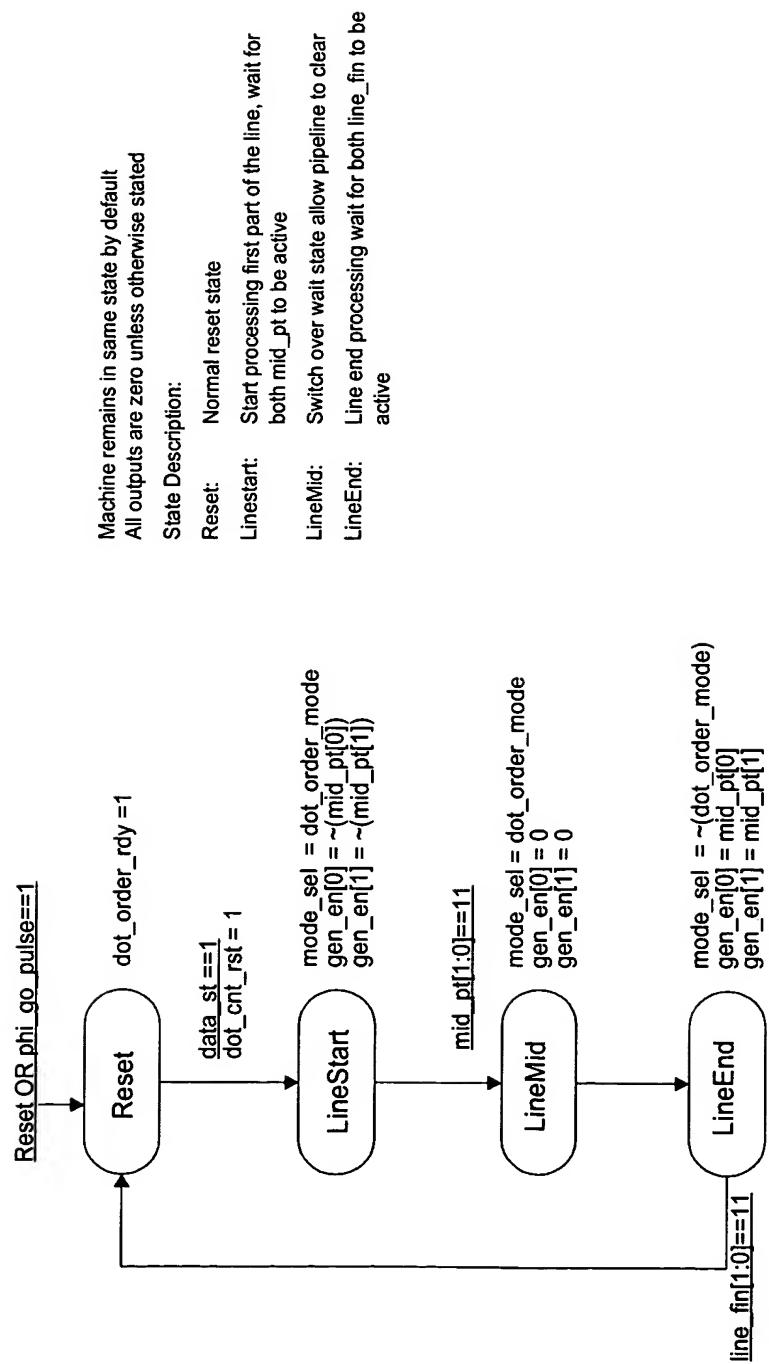 Reset OR phi_go_pulse==1
Reset
dot_order_rdy =1
data_st ==1
dot_cnt_rst = 1
LineStart
mode_sel = dot_order_mode
gen_en[0] = ~(mid_pt[0])
gen_en[1] = ~(mid_pt[1])
mid_pt[1:0]==11
LineMid
mode_sel = dot_order_mode
gen_en[0] = 0
gen_en[1] = 0
LineEnd
mode_sel = ~(dot_order_mode)
gen_en[0] = mid_pt[0]
gen_en[1] = mid_pt[1]
line_fin[1:0]==11
Machine remains in same state by default
All outputs are zero unless otherwise stated
State Description:
Reset: Normal reset state
Linestart: Start processing first part of the line, wait for
both mid_pt to be active
LineMid: Switch over wait state allow pipeline to clear
LineEnd: Line end processing wait for both line_fin to be
active